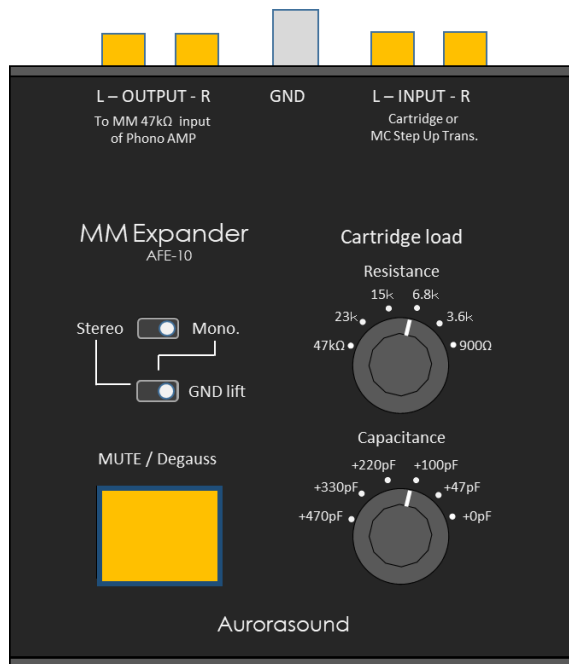 L – OUTPUT - R
GND
L – INPUT - R
To MM 47kΩ input
of Phono AMP
Cartridge or
MC Step Up Trans.
MM Expander
AFE-10
Cartridge load
Resistance
15k
6.8k
23k
3.6k
47kΩ
900Ω
Stereo
Mono.
GND lift
Capacitance
MUTE / Degauss
+220pF
+100pF
+330pF
+47pF
+470pF
+0pF
Aurorasound